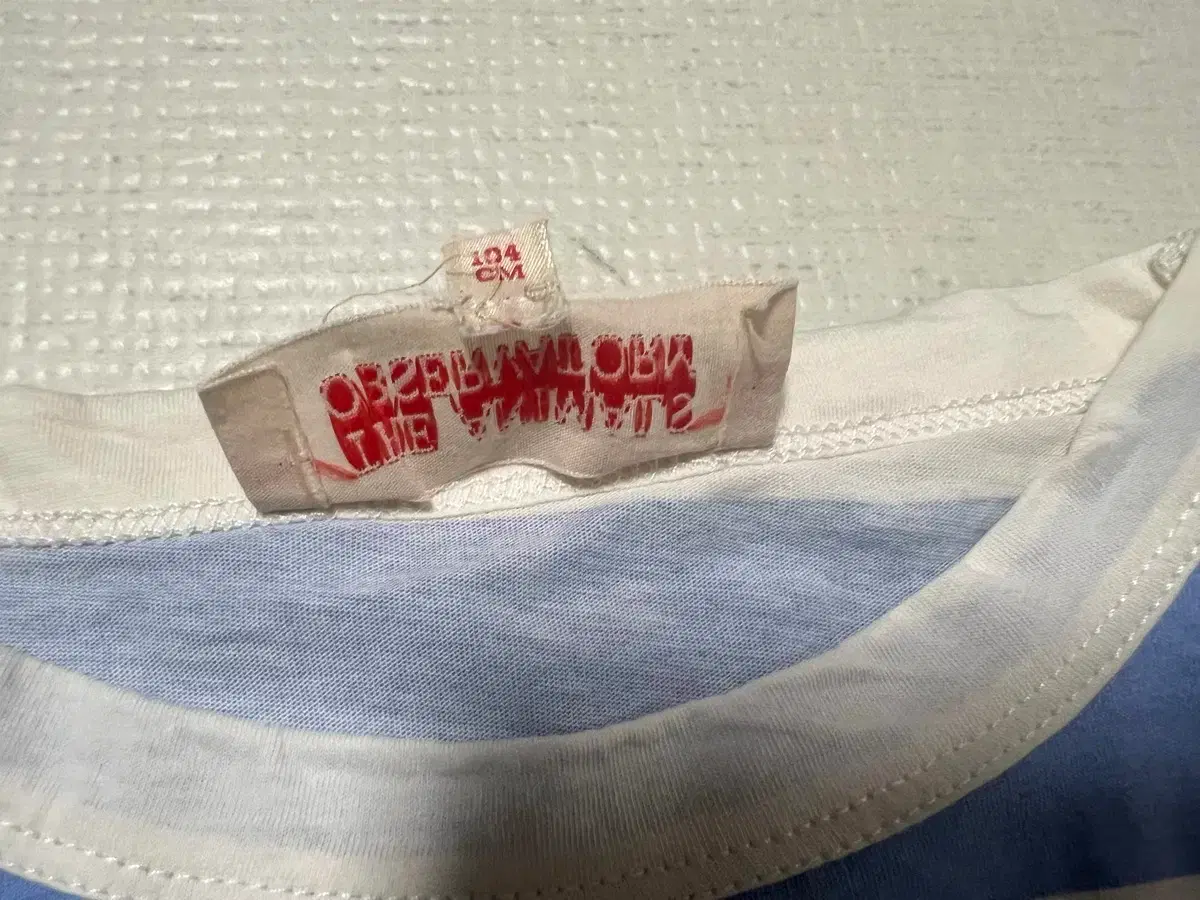 104
CM
THE ANIMALS
OBSERVATORY